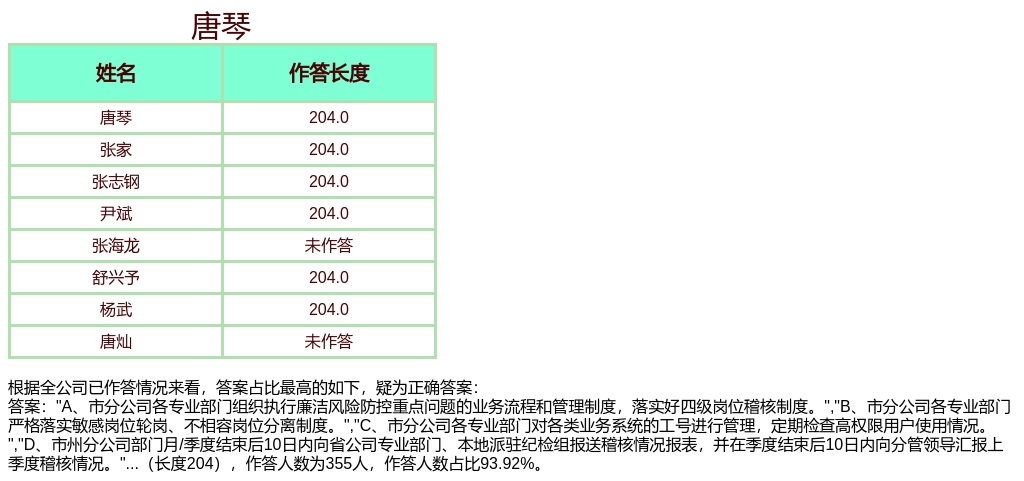 唐琴
姓名 作答长度
唐琴 204.0
张家 204.0
张志钢 204.0
尹斌 204.0
张海龙 未作答
舒兴予 204.0
杨武 204.0
唐灿 未作答
根据全公司已作答情况来看，答案占比最高的如下，疑为正确答案：
答案："A、市分公司各专业部门组织执行廉洁风险防控重点问题的业务流程和管理制度，落实好四级岗位稽核制度。","B、市分公司各专业部门
严格落实敏感岗位轮岗、不相容岗位分离制度。","C、市分公司各专业部门对各类业务系统的工号进行管理，定期检查高权限用户使用情况。
","D、市州分公司部门月/季度结束后10日内向省公司专业部门、本地派驻纪检组报送稽核情况报表，并在季度结束后10日内向分管领导汇报上
季度稽核情况。"...（长度204），作答人数为355人，作答人数占比93.92%。